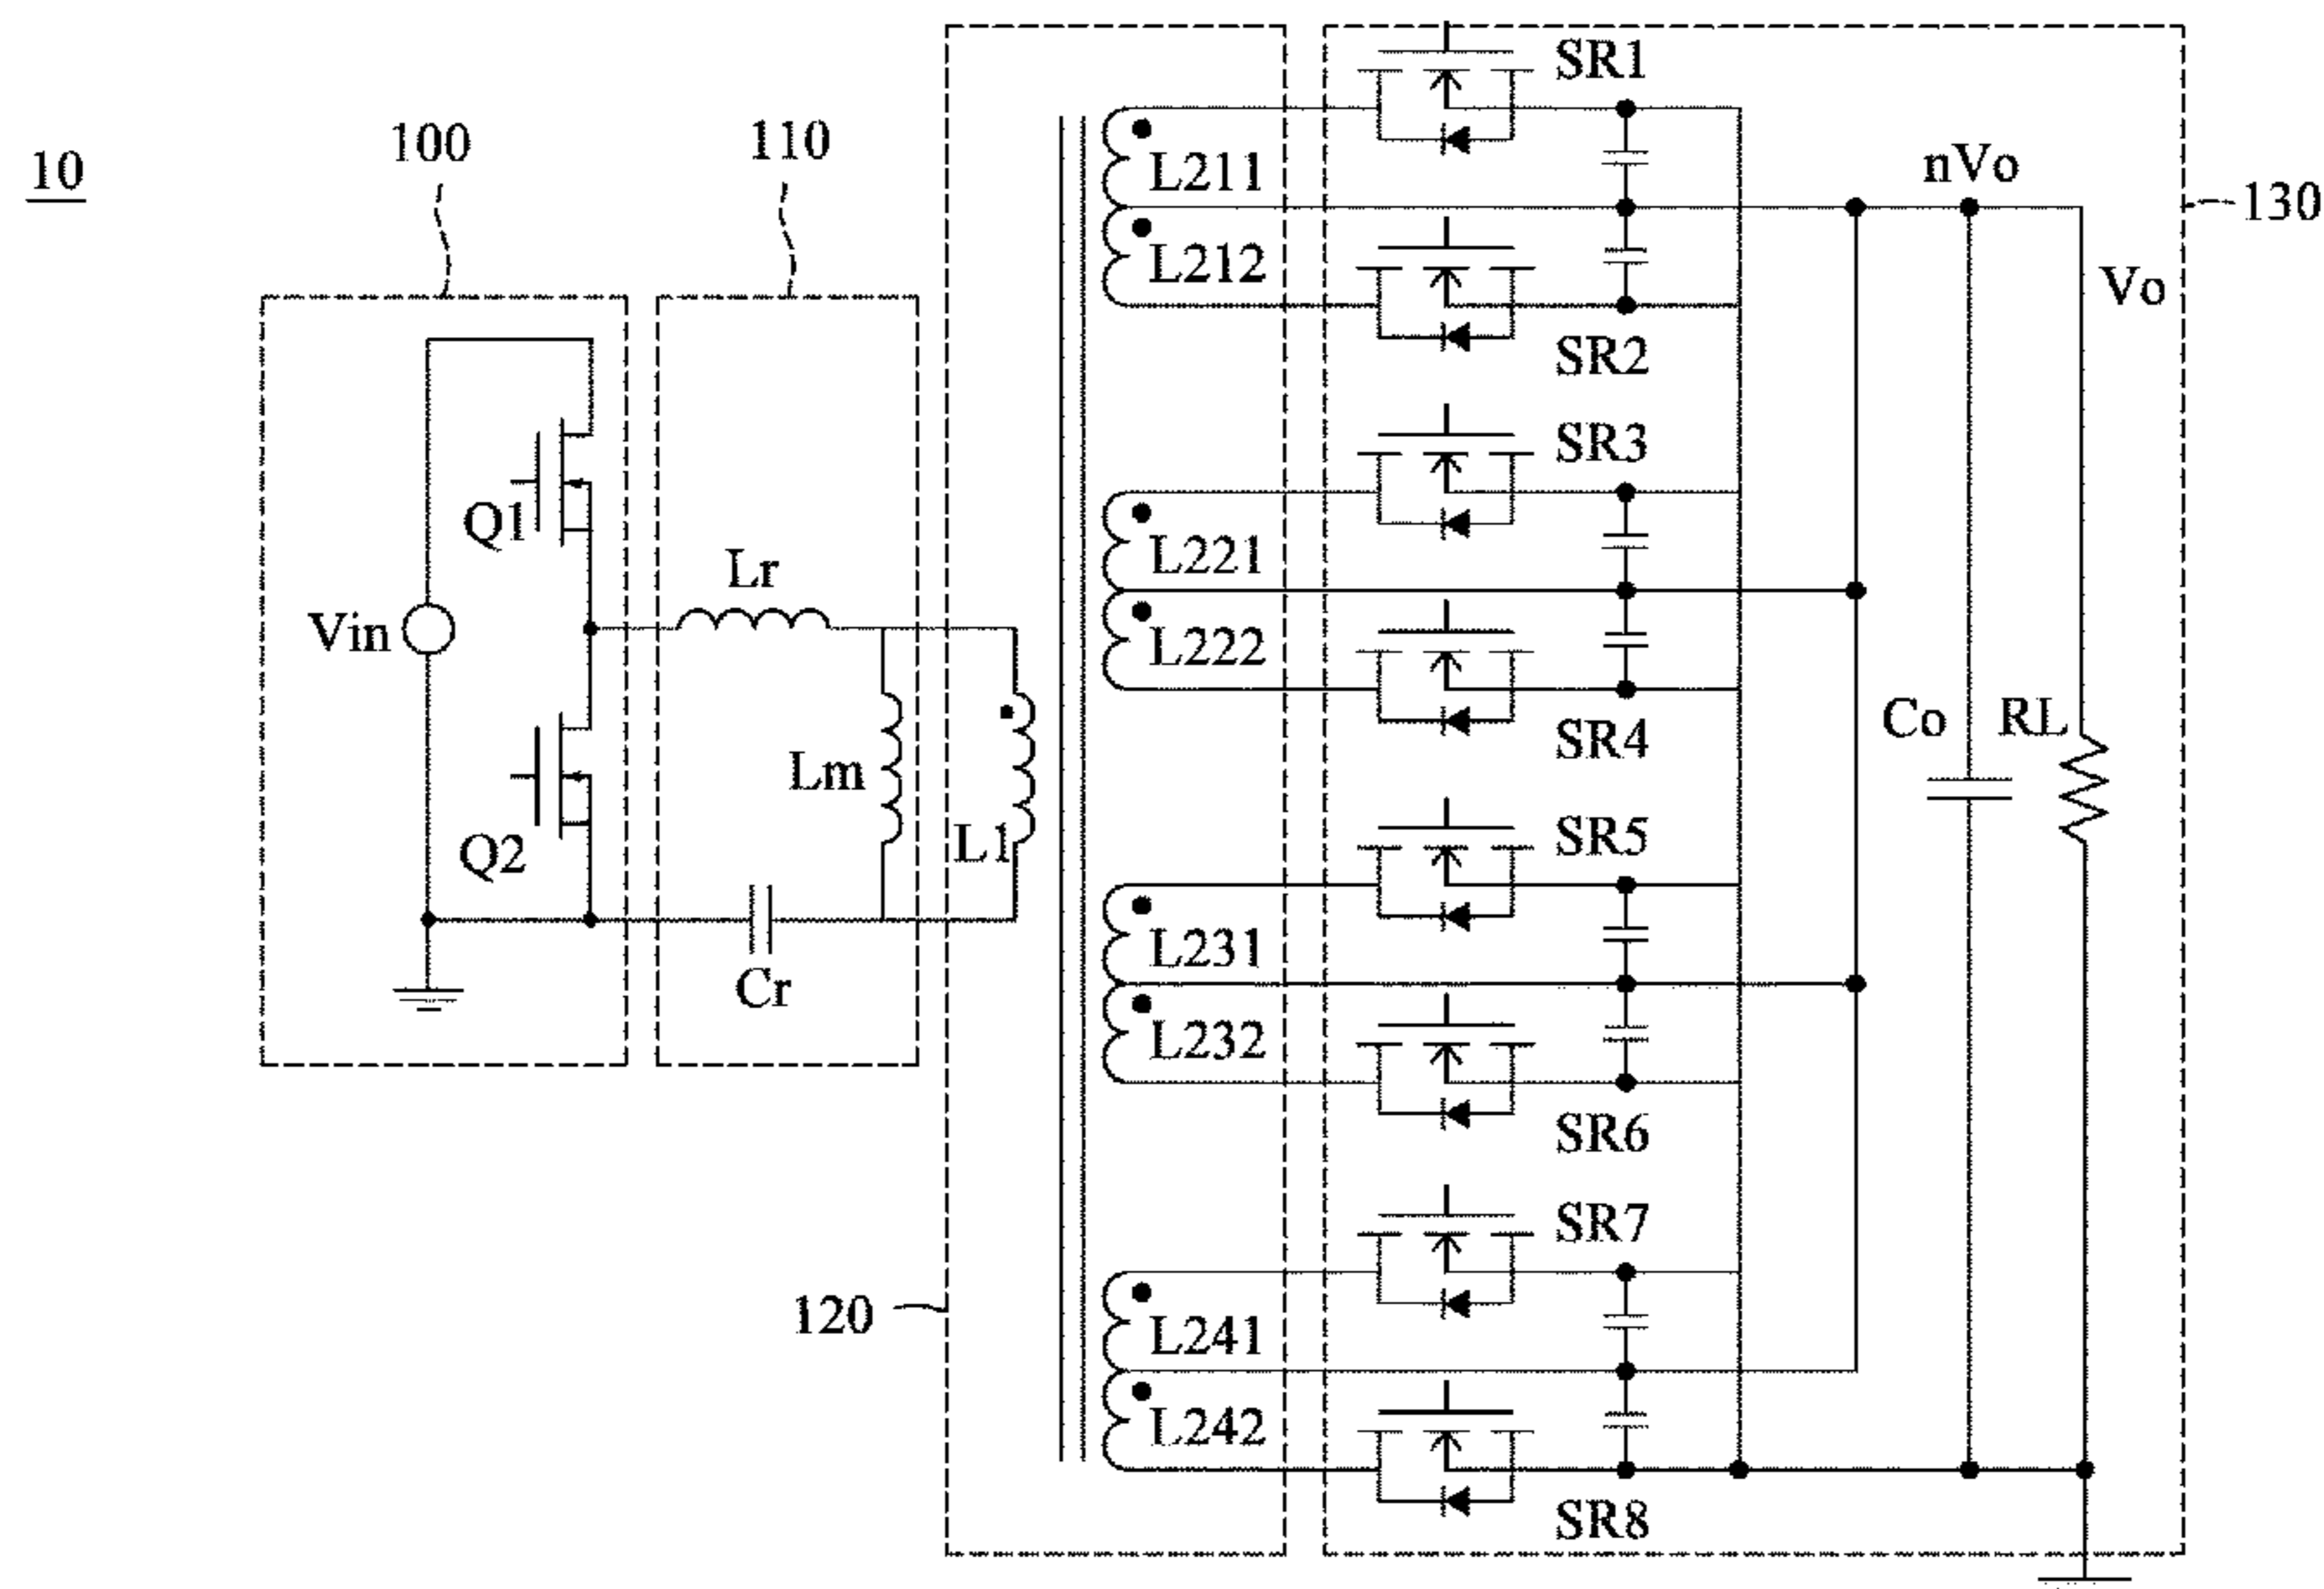 10
100
110
120
130
Vin
Q1
Q2
Lr
Lm
Cr
L1
L211
L212
L221
L222
L231
L232
L241
L242
SR1
SR2
SR3
SR4
SR5
SR6
SR7
SR8
nVo
Vo
Co
RL